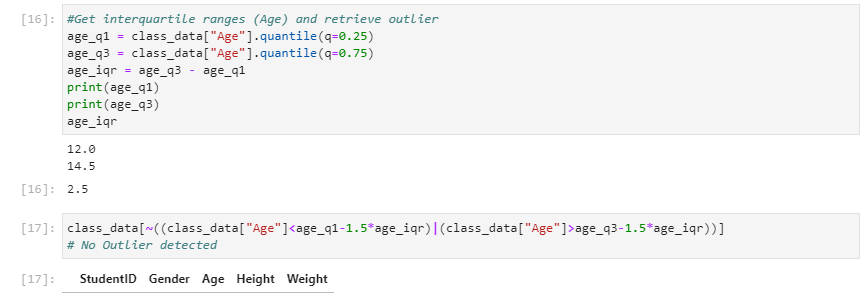 [16]: #Get interquartile ranges (Age) and retrieve outlier
age_q1 = class_data["Age"].quantile(q=0.25)
age_q3 = class_data["Age"].quantile(q=0.75)
age_iqr = age_q3 - age_q1
print(age_q1)
print(age_q3)
age_iqr
12.0
14.5
[16]: 2.5
[17]: class_data[~((class_data["Age"]<age_q1-1.5*age_iqr)|(class_data["Age"]>age_q3-1.5*age_iqr))]
# No Outlier detected
[17]: StudentID Gender Age Height Weight